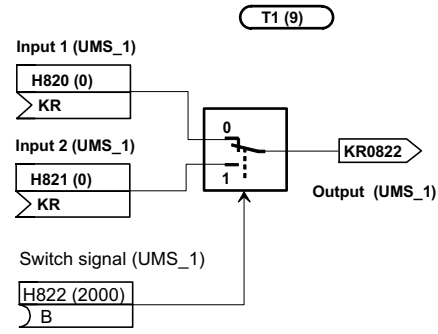 T1 (9)
Input 1 (UMS_1)
H820 (0)
KR
0
KR0822
Input 2 (UMS_1)
H821 (0)
1
KR
Output (UMS_1)
Switch signal (UMS_1)
H822 (2000)
B